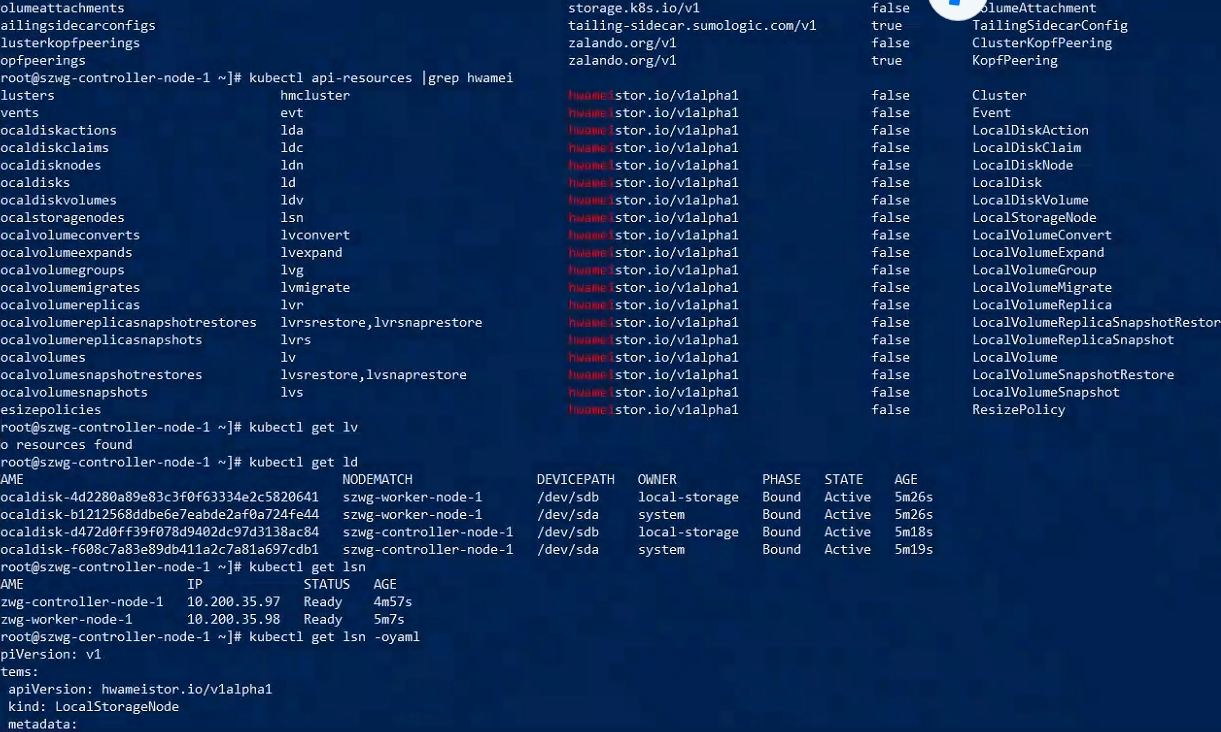 olumeattachments storage.k8s.io/v1 false olumeAttachment
ailingsidecarconfigs tailing-sidecar.sumologic.com/v1 true TailingSidecarConfig
lusterkopfpeerings zalando.org/v1 false ClusterKopfPeering
opfpeerings zalando.org/v1 true KopfPeering
root@szwg-controller-node-1 ~]# kubectl api-resources |grep hwamei
lusters hmcluster hwameistor.io/v1alpha1 false Cluster
vents evt hwameistor.io/v1alpha1 false Event
ocaldiskactions lda hwameistor.io/v1alpha1 false LocalDiskAction
ocaldiskclaims ldc hwameistor.io/v1alpha1 false LocalDiskClaim
ocaldisknodes ldn hwameistor.io/v1alpha1 false LocalDiskNode
ocaldisks ld hwameistor.io/v1alpha1 false LocalDisk
ocaldiskvolumes ldv hwameistor.io/v1alpha1 false LocalDiskVolume
ocalstoragenodes lsn hwameistor.io/v1alpha1 false LocalStorageNode
ocalvolumeconverts lvconvert hwameistor.io/v1alpha1 false LocalVolumeConvert
ocalvolumeexpands lvexpand hwameistor.io/v1alpha1 false LocalVolumeExpand
ocalvolumegroups lvg hwameistor.io/v1alpha1 false LocalVolumeGroup
ocalvolumemigrates lvmigrate hwameistor.io/v1alpha1 false LocalVolumeMigrate
ocalvolumereplicas lvr hwameistor.io/v1alpha1 false LocalVolumeReplica
ocalvolumereplicasnapshotrestores lvrsrestore,lvrsnaprestore hwameistor.io/v1alpha1 false LocalVolumeReplicaSnapshotRestor
ocalvolumereplicasnapshots lvrs hwameistor.io/v1alpha1 false LocalVolumeReplicaSnapshot
ocalvolumes lv hwameistor.io/v1alpha1 false LocalVolume
ocalvolumesnapshotrestores lvsrestore,lvsnaprestore hwameistor.io/v1alpha1 false LocalVolumeSnapshotRestore
ocalvolumesnapshots lvs hwameistor.io/v1alpha1 false LocalVolumeSnapshot
esizepolicies hwameistor.io/v1alpha1 false ResizePolicy
root@szwg-controller-node-1 ~]# kubectl get lv
o resources found
root@szwg-controller-node-1 ~]# kubectl get ld
AME NODEMATCH DEVICEPATH OWNER PHASE STATE AGE
ocaldisk-4d2280a89e83c3f0f63334e2c5820641 szwg-worker-node-1 /dev/sdb local-storage Bound Active 5m26s
ocaldisk-b1212568ddbe6e7eabde2af0a724fe44 szwg-worker-node-1 /dev/sda system Bound Active 5m26s
ocaldisk-d472d0ff39f078d9402dc97d3138ac84 szwg-controller-node-1 /dev/sdb local-storage Bound Active 5m18s
ocaldisk-f608c7a83e89db411a2c7a81a697cdb1 szwg-controller-node-1 /dev/sda system Bound Active 5m19s
root@szwg-controller-node-1 ~]# kubectl get lsn
AME IP STATUS AGE
zwg-controller-node-1 10.200.35.97 Ready 4m57s
zwg-worker-node-1 10.200.35.98 Ready 5m7s
root@szwg-controller-node-1 ~]# kubectl get lsn -oyaml
piVersion: v1
tems:
apiVersion: hwameistor.io/v1alpha1
kind: LocalStorageNode
metadata: